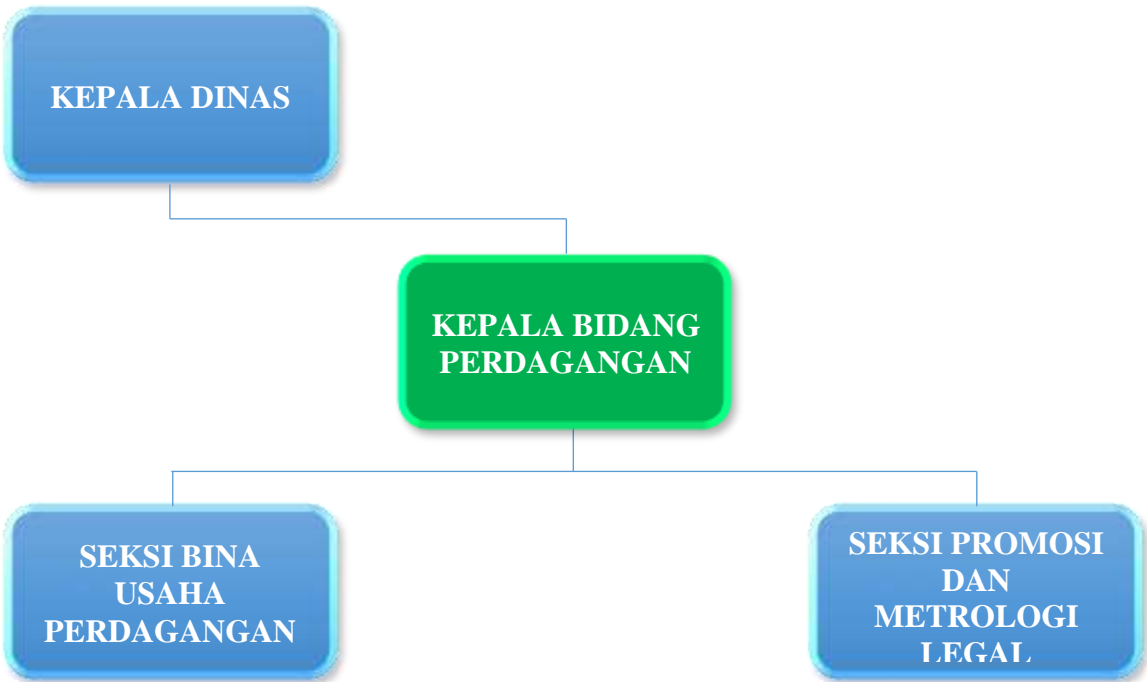 KEPALA DINAS
KEPALA BIDANG
PERDAGANGAN
SEKSI BINA
USAHA
PERDAGANGAN
SEKSI PROMOSI
DAN
METROLOGI
LEGAL